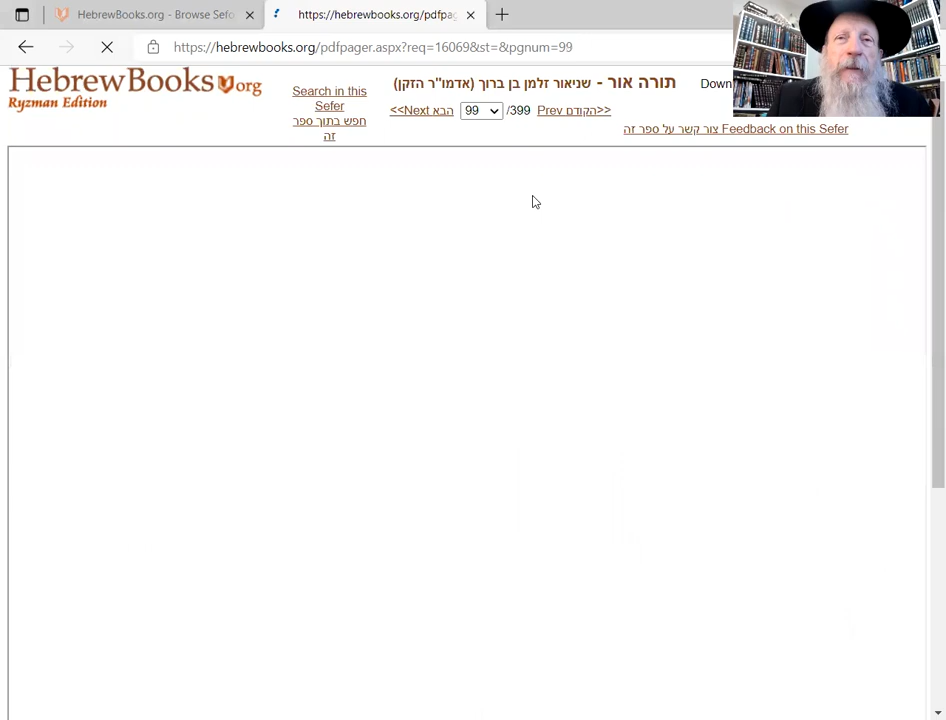 HebrewBooks.org - Browse Sefo
https://hebrewbooks.org/pdfpag
https://hebrewbooks.org/pdfpager.aspx?req=16069&st=&pgnum=99
HebrewBooks.org
Ryzman Edition
Search in this
Sefer
חפש בתוך ספר
זה
תורה אור - שניאור זלמן בן ברוך (אדמו"ר הזקן)
Down
<<Next הבא 99 /399 Prev הקודם>>
צור קשר על ספר זה Feedback on this Sefer